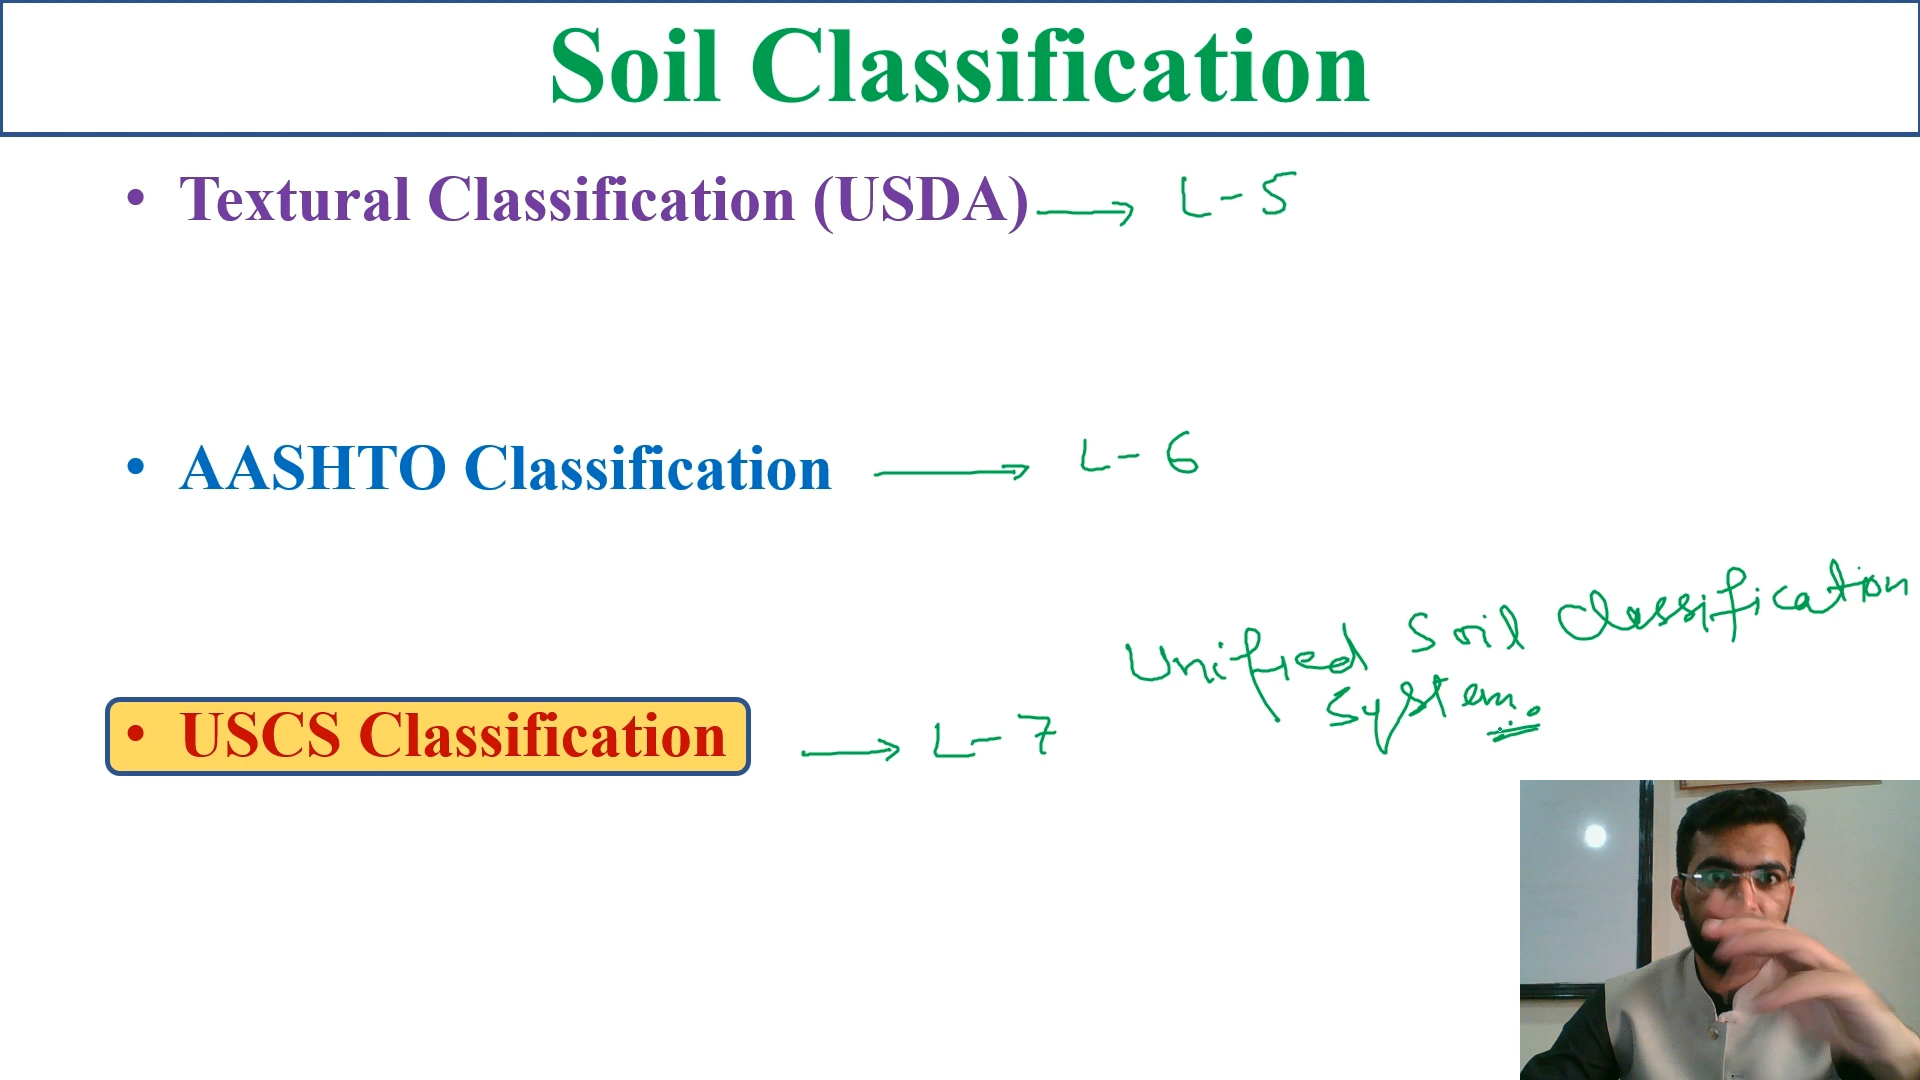 Soil Classification
• Textural Classification (USDA) → L-5
• AASHTO Classification → L-6
Unified Soil Classification
System.
• USCS Classification → L-7